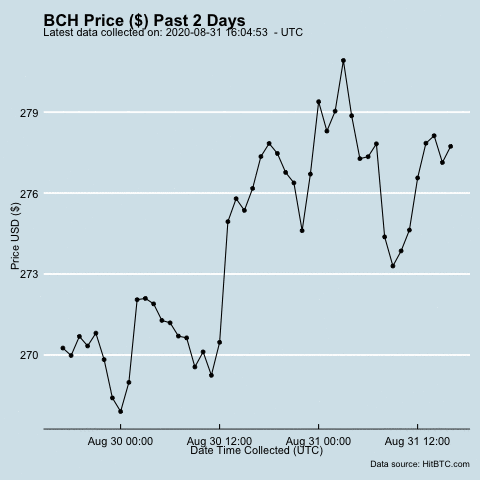 BCH Price ($) Past 2 Days
Latest data collected on: 2020-08-31 16:04:53 - UTC
279
276
273
270
Price USD ($)
Aug 30 00:00 Aug 30 12:00 Aug 31 00:00 Aug 31 12:00
Date Time Collected (UTC)
Data source: HitBTC.com